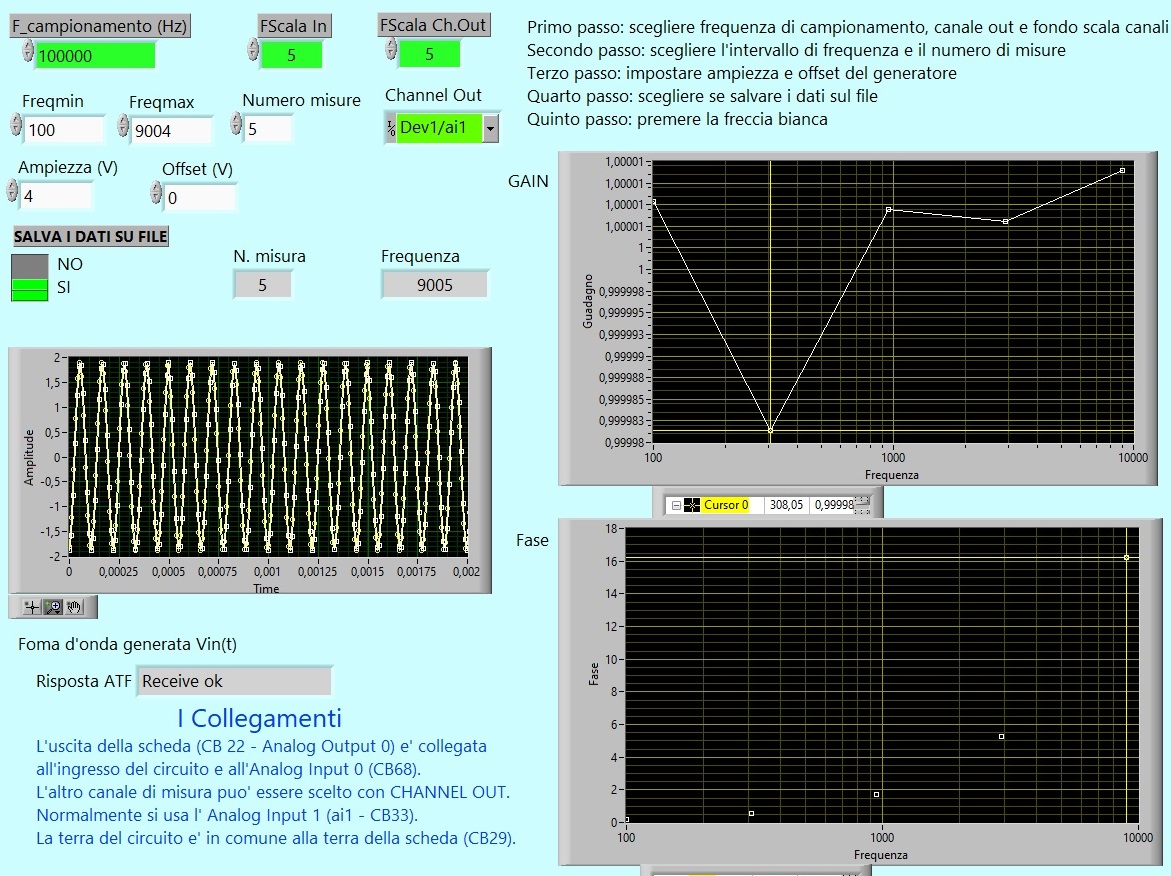 F_campionamento (Hz)
100000
FScala In
5
FScala Ch.Out
5
Primo passo: scegliere frequenza di campionamento, canale out e fondo scala canali
Secondo passo: scegliere l'intervallo di frequenza e il numero di misure
Terzo passo: impostare ampiezza e offset del generatore
Quarto passo: scegliere se salvare i dati sul file
Quinto passo: premere la freccia bianca
Freqmin
100
Freqmax
9004
Numero misure
5
Channel Out
Dev1/ai1
Ampiezza (V)
4
Offset (V)
0
SALVA I DATI SU FILE
NO
SI
N. misura
5
Frequenza
9005
GAIN
Guadagno
1,00001
1,00001
1,00001
1,00001
1
1
0,999998
0,999995
0,999993
0,99999
0,999988
0,999985
0,999983
0,99998
100
1000
10000
Frequenza
Cursor 0
308,05
0,99998
Amplitude
2
1,5
1
0,5
0
-0,5
-1
-1,5
-2
0
0,00025
0,0005
0,00075
0,001
0,00125
0,0015
0,00175
0,002
Time
Foma d'onda generata Vin(t)
Risposta ATF
Receive ok
I Collegamenti
L'uscita della scheda (CB 22 - Analog Output 0) e' collegata
all'ingresso del circuito e all'Analog Input 0 (CB68).
L'altro canale di misura puo' essere scelto con CHANNEL OUT.
Normalmente si usa l' Analog Input 1 (ai1 - CB33).
La terra del circuito e' in comune alla terra della scheda (CB29).
Fase
Fase
18
16
14
12
10
8
6
4
2
0
100
1000
10000
Frequenza